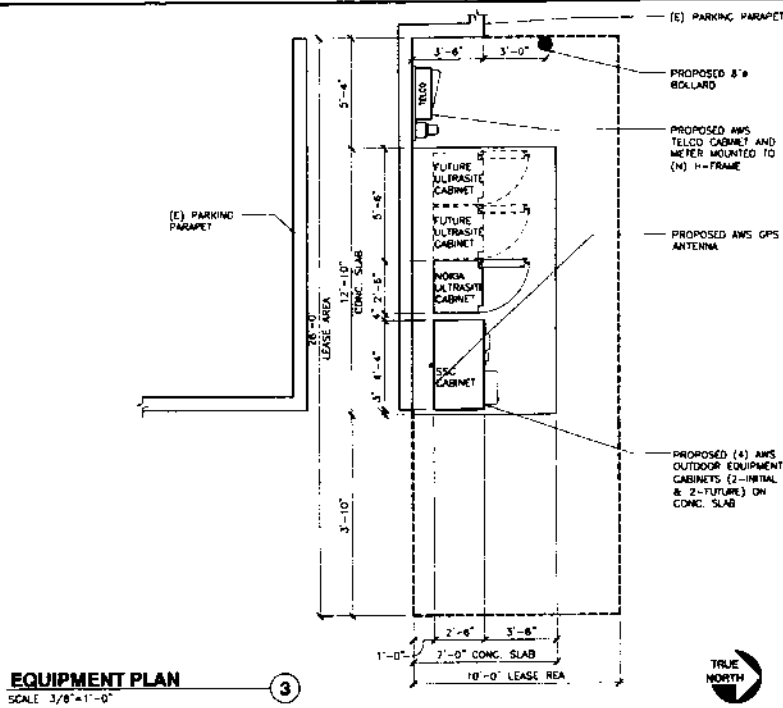 (E) PARKING PARAPET
3'-6"
3'-0"
PROPOSED 8"ø
BOLLARD
5'-4"
TELCO
PROPOSED AWS
TELCO CABINET AND
METER MOUNTED TO
(N) H-FRAME
FUTURE
ULTRASITE
CABINET
5'-6"
(E) PARKING
PARAPET
FUTURE
ULTRASITE
CABINET
PROPOSED AWS GPS
ANTENNA
12'-10"
CONC. SLAB
NOKIA
ULTRASITE
CABINET
2'-6"
LEASE AREA
4"
SSC
CABINET
4'-4"
3"
PROPOSED (4) AWS
OUTDOOR EQUIPMENT
CABINETS (2-INITIAL
& 2-FUTURE) ON
CONC. SLAB
3'-10"
2'-6"
3'-6"
1'-0"
7'-0" CONC. SLAB
10'-0" LEASE REA
EQUIPMENT PLAN
SCALE 3/8"=1'-0"
3
TRUE
NORTH